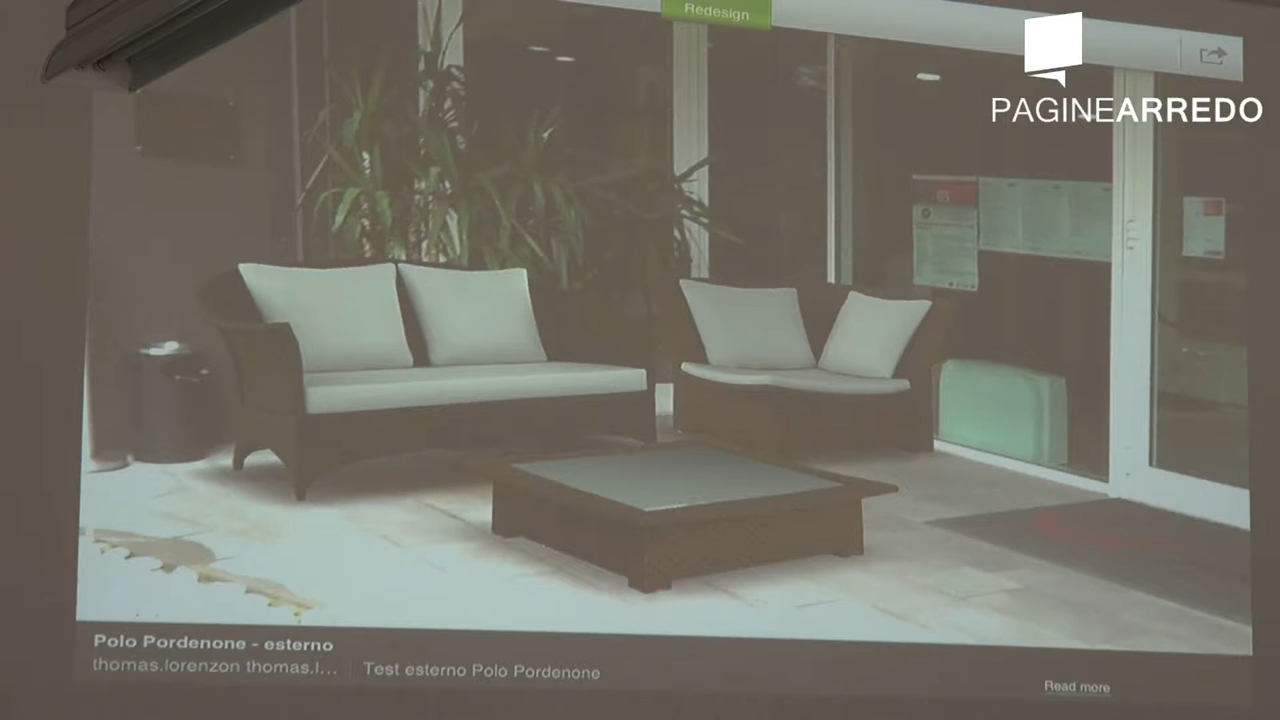 Redesign
PAGINEARREDO
Polo Pordenone - esterno
thomas.lorenzon thomas.l...
Test esterno Polo Pordenone
Read more